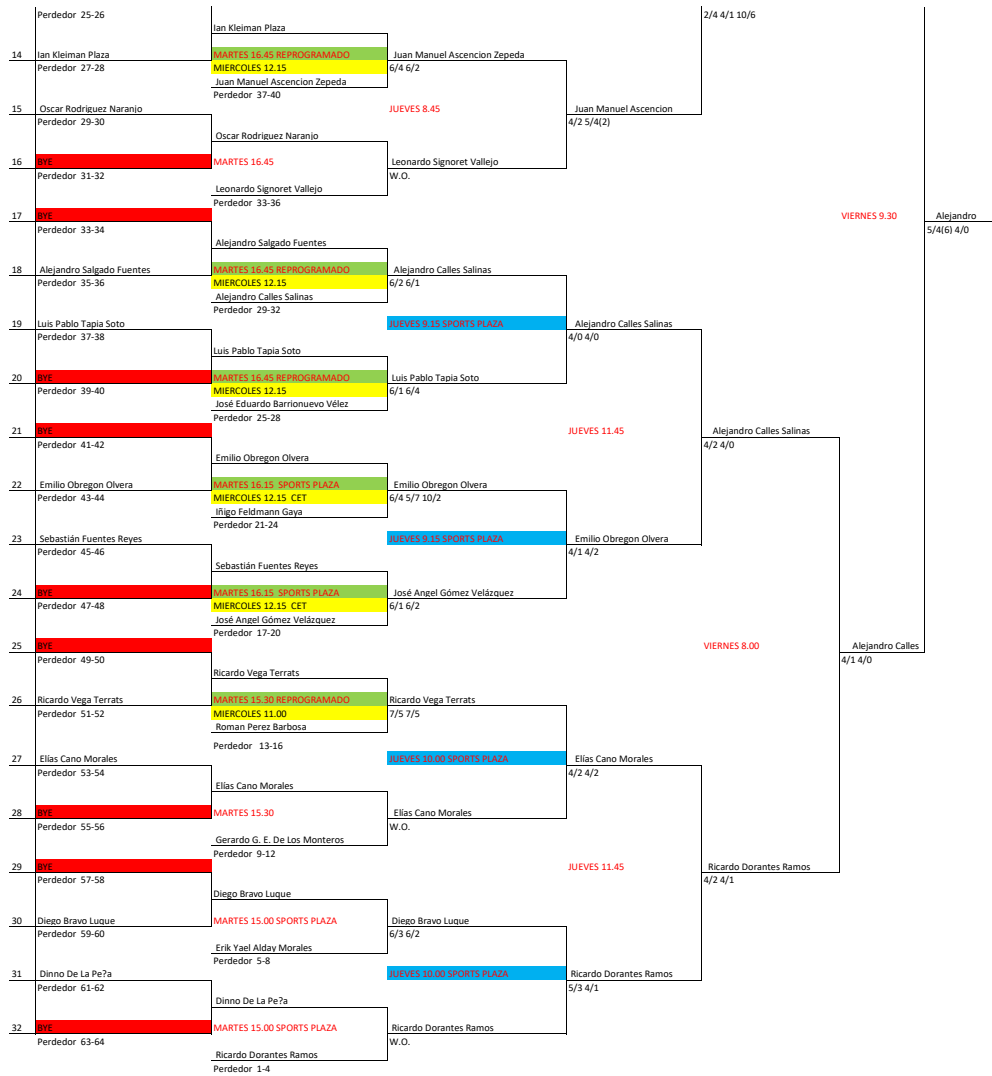 Perdedor 25-26
2/4 4/1 10/6
Ian Kleiman Plaza
14 Ian Kleiman Plaza MARTES 16.45 REPROGRAMADO Juan Manuel Ascencion Zepeda
Perdedor 27-28 MIERCOLES 12.15 6/4 6/2
Juan Manuel Ascencion Zepeda
Perdedor 37-40
15 Oscar Rodriguez Naranjo JUEVES 8.45 Juan Manuel Ascencion
Perdedor 29-30 4/2 5/4(2)
Oscar Rodriguez Naranjo
16 BYE MARTES 16.45 Leonardo Signoret Vallejo
Perdedor 31-32 W.O.
Leonardo Signoret Vallejo
Perdedor 33-36
17 BYE VIERNES 9.30 Alejandro
Perdedor 33-34 5/4(6) 4/0
Alejandro Salgado Fuentes
18 Alejandro Salgado Fuentes MARTES 16.45 REPROGRAMADO Alejandro Calles Salinas
Perdedor 35-36 MIERCOLES 12.15 6/2 6/1
Alejandro Calles Salinas
Perdedor 29-32
19 Luis Pablo Tapia Soto JUEVES 9.15 SPORTS PLAZA Alejandro Calles Salinas
Perdedor 37-38 4/0 4/0
Luis Pablo Tapia Soto
20 BYE MARTES 16.45 REPROGRAMADO Luis Pablo Tapia Soto
Perdedor 39-40 MIERCOLES 12.15 6/1 6/4
José Eduardo Barrionuevo Vélez
Perdedor 25-28
21 BYE JUEVES 11.45 Alejandro Calles Salinas
Perdedor 41-42 4/2 4/0
Emilio Obregon Olvera
22 Emilio Obregon Olvera MARTES 16.15 SPORTS PLAZA Emilio Obregon Olvera
Perdedor 43-44 MIERCOLES 12.15 CET 6/4 5/7 10/2
Iñigo Feldmann Gaya
Perdedor 21-24
23 Sebastián Fuentes Reyes JUEVES 9.15 SPORTS PLAZA Emilio Obregon Olvera
Perdedor 45-46 4/1 4/2
Sebastián Fuentes Reyes
24 BYE MARTES 16.15 SPORTS PLAZA José Angel Gómez Velázquez
Perdedor 47-48 MIERCOLES 12.15 CET 6/1 6/2
José Angel Gómez Velázquez
Perdedor 17-20
25 BYE VIERNES 8.00 Alejandro Calles
Perdedor 49-50 4/1 4/0
Ricardo Vega Terrats
26 Ricardo Vega Terrats MARTES 15.30 REPROGRAMADO Ricardo Vega Terrats
Perdedor 51-52 MIERCOLES 11.00 7/5 7/5
Roman Perez Barbosa
Perdedor 13-16
27 Elías Cano Morales JUEVES 10.00 SPORTS PLAZA Elías Cano Morales
Perdedor 53-54 4/2 4/2
Elías Cano Morales
28 BYE MARTES 15.30 Elías Cano Morales
Perdedor 55-56 W.O.
Gerardo G. E. De Los Monteros
Perdedor 9-12
29 BYE JUEVES 11.45 Ricardo Dorantes Ramos
Perdedor 57-58 4/2 4/1
Diego Bravo Luque
30 Diego Bravo Luque MARTES 15.00 SPORTS PLAZA Diego Bravo Luque
Perdedor 59-60 6/3 6/2
Erik Yael Alday Morales
Perdedor 5-8
31 Dinno De La Pe?a JUEVES 10.00 SPORTS PLAZA Ricardo Dorantes Ramos
Perdedor 61-62 5/3 4/1
Dinno De La Pe?a
32 BYE MARTES 15.00 SPORTS PLAZA Ricardo Dorantes Ramos
Perdedor 63-64 W.O.
Ricardo Dorantes Ramos
Perdedor 1-4